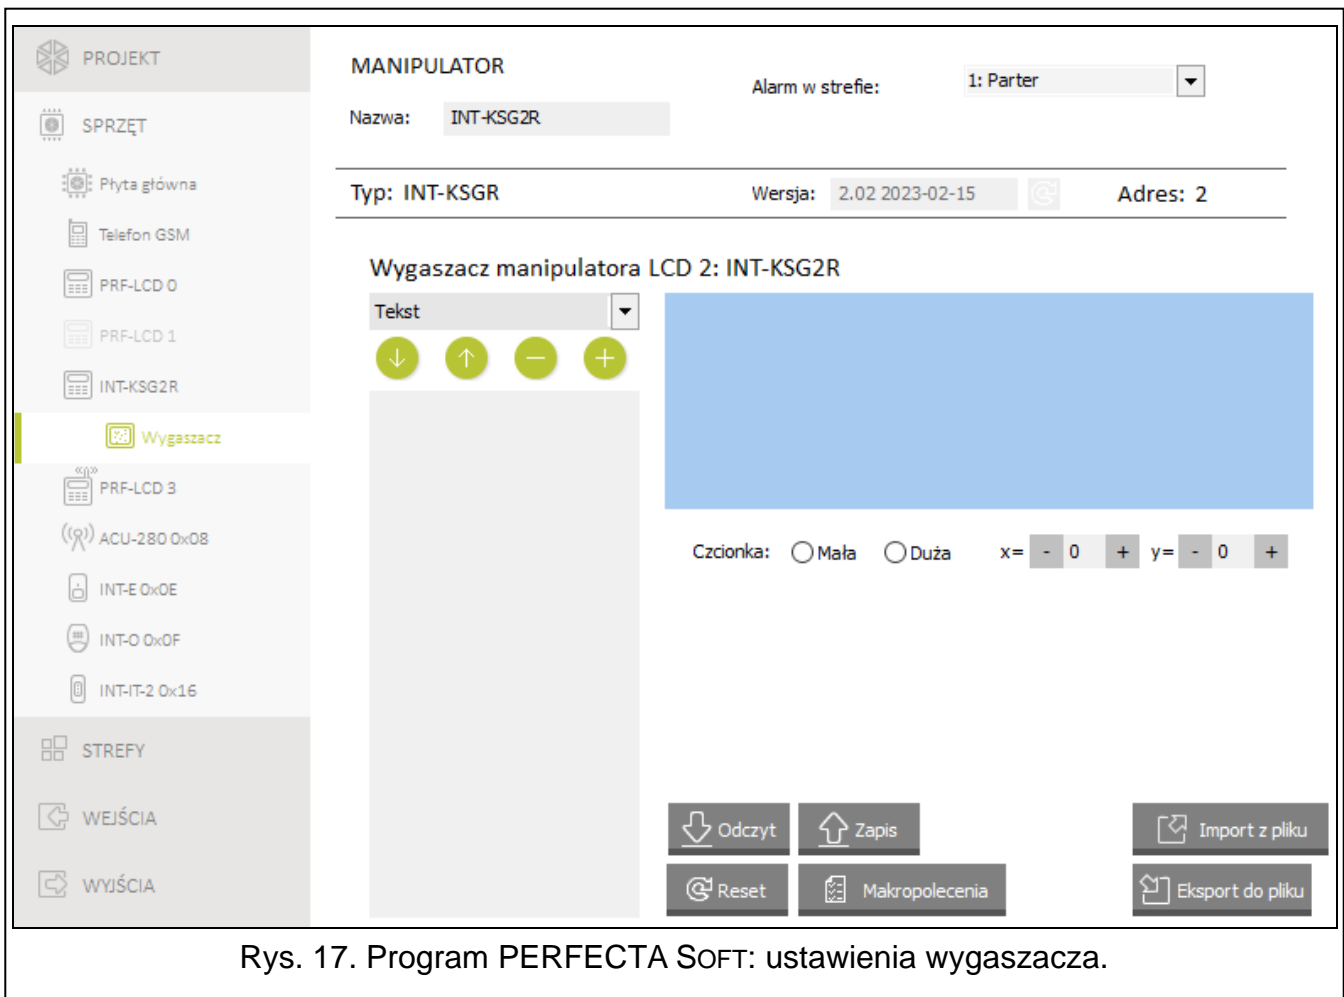 PROJEKT
SPRZĘT
Płyta główna
Telefon GSM
PRF-LCD 0
PRF-LCD 1
INT-KSG2R
Wygaszacz
PRF-LCD 3
ACU-280 0x08
INT-E 0x0E
INT-O 0x0F
INT-IT-2 0x16
STREFY
WEJŚCIA
WYJŚCIA
MANIPULATOR
Alarm w strefie: 1: Parter
Nazwa: INT-KSG2R
Typ: INT-KSGR Wersja: 2.02 2023-02-15 Adres: 2
Wygaszacz manipulatora LCD 2: INT-KSG2R
Tekst
Czcionka: Mała Duża x= - 0 + y= - 0 +
Odczyt Zapis Import z pliku
Reset Makropolecenia Eksport do pliku
Rys. 17. Program PERFECTA SOFT: ustawienia wygaszacza.